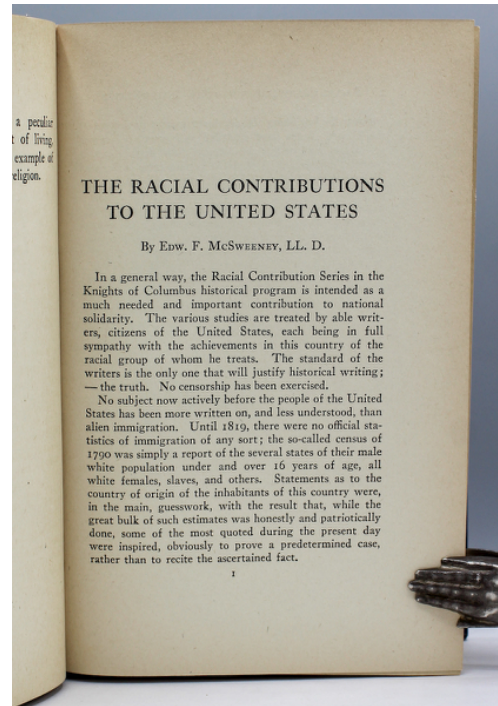 a peculiar
t of living.
example of
religion.
THE RACIAL CONTRIBUTIONS
TO THE UNITED STATES
By EDW. F. MCSWEENEY, LL. D.
In a general way, the Racial Contribution Series in the
Knights of Columbus historical program is intended as a
much needed and important contribution to national
solidarity. The various studies are treated by able writ-
ers, citizens of the United States, each being in full
sympathy with the achievements in this country of the
racial group of whom he treats. The standard of the
writers is the only one that will justify historical writing;
— the truth. No censorship has been exercised.
No subject now actively before the people of the United
States has been more written on, and less understood, than
alien immigration. Until 1819, there were no official sta-
tistics of immigration of any sort; the so-called census of
1790 was simply a report of the several states of their male
white population under and over 16 years of age, all
white females, slaves, and others. Statements as to the
country of origin of the inhabitants of this country were,
in the main, guesswork, with the result that, while the
great bulk of such estimates was honestly and patriotically
done, some of the most quoted during the present day
were inspired, obviously to prove a predetermined case,
rather than to recite the ascertained fact.
1